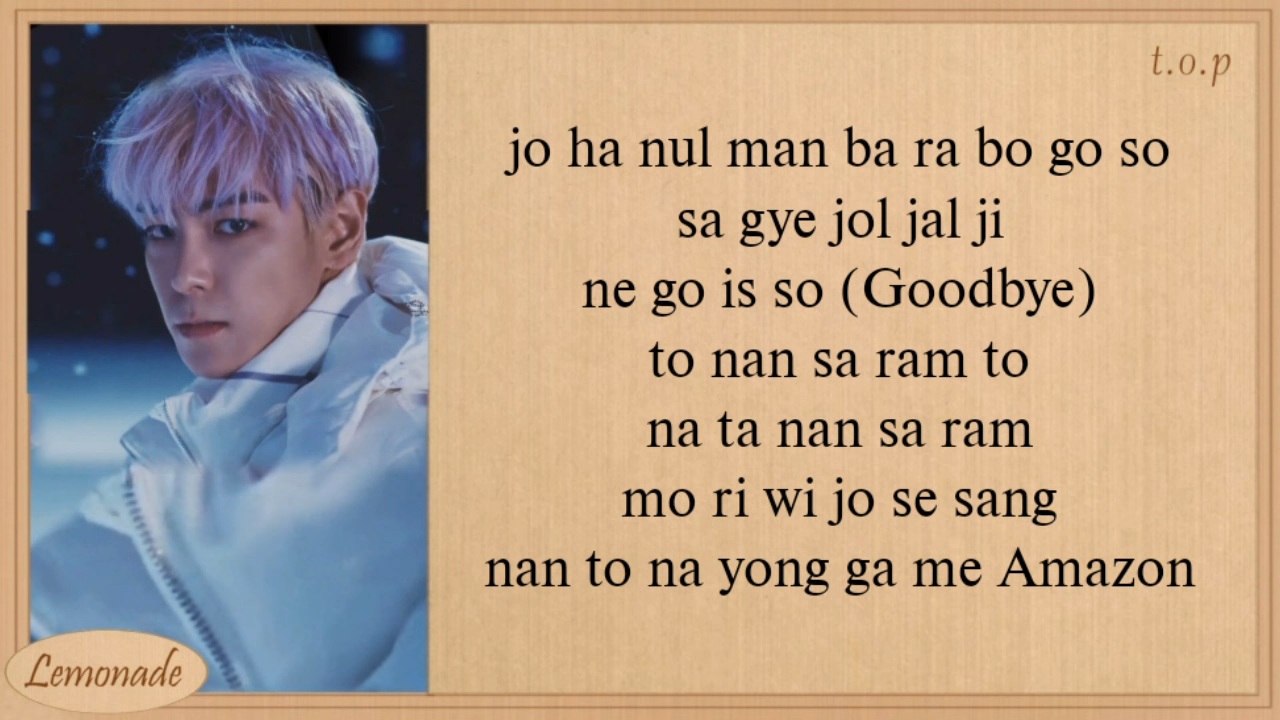 t.o.p
jo ha nul man ba ra bo go so
sa gye jol jal ji
ne go is so (Goodbye)
to nan sa ram to
na ta nan sa ram
mo ri wi jo se sang
nan to na yong ga me Amazon
Lemonade